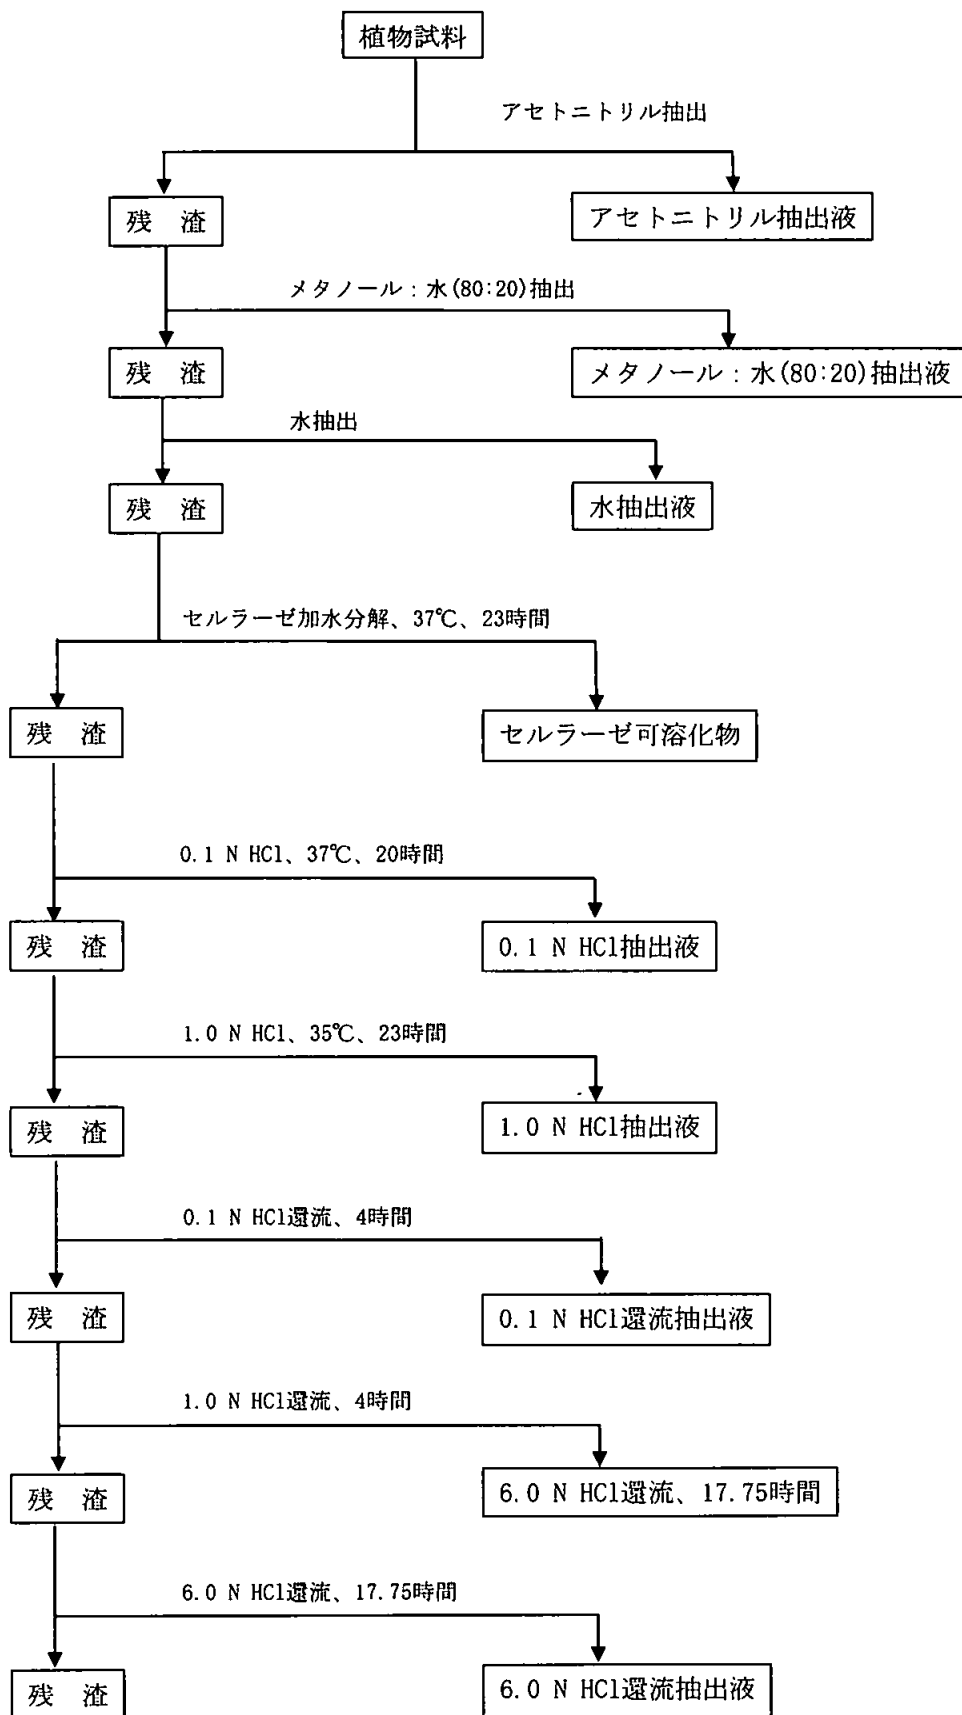 植物試料
アセトニトリル抽出
残　渣
アセトニトリル抽出液
メタノール：水(80:20)抽出
残　渣
メタノール：水(80:20)抽出液
水抽出
残　渣
水抽出液
セルラーゼ加水分解、37℃、23時間
残　渣
セルラーゼ可溶化物
0.1 N HCl、37℃、20時間
残　渣
0.1 N HCl抽出液
1.0 N HCl、35℃、23時間
残　渣
1.0 N HCl抽出液
0.1 N HCl還流、4時間
残　渣
0.1 N HCl還流抽出液
1.0 N HCl還流、4時間
残　渣
6.0 N HCl還流、17.75時間
6.0 N HCl還流、17.75時間
残　渣
6.0 N HCl還流抽出液